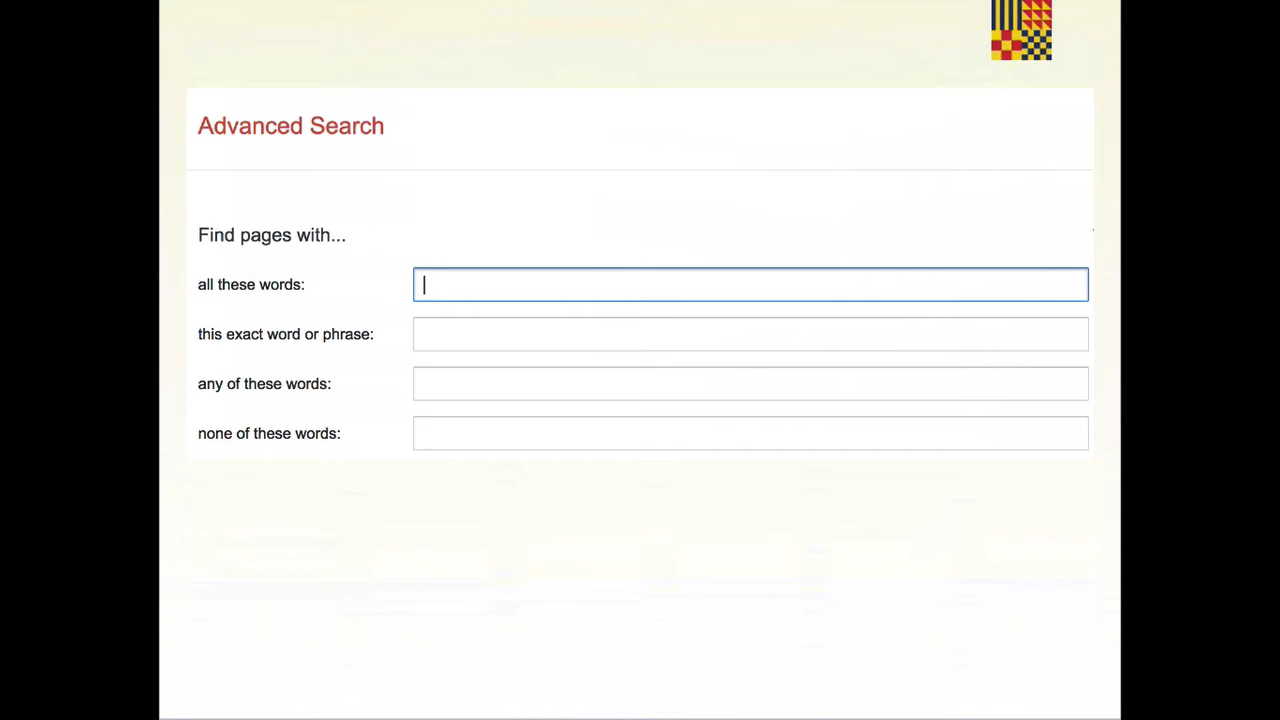 Advanced Search
Find pages with...
all these words:
this exact word or phrase:
any of these words:
none of these words: